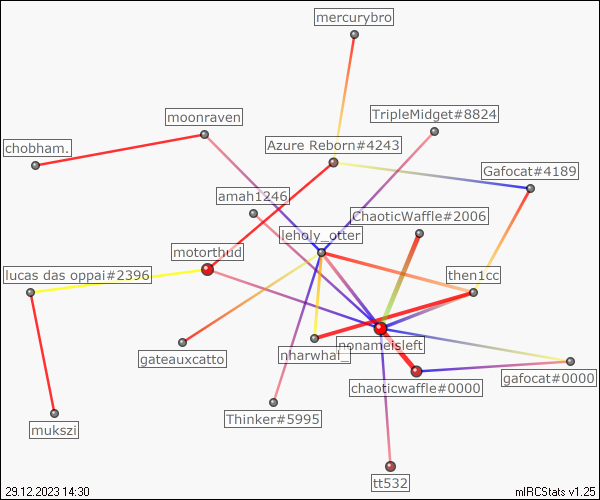 mercurybro
TripleMidget#8824
moonraven
Azure Reborn#4243
chobham.
Gafocat#4189
amah1246
ChaoticWaffle#2006
leholy_otter
motorthud
lucas das oppai#2396
then1cc
nonameisleft
nharwhal_
gateauxcatto
gafocat#0000
chaoticwaffle#0000
Thinker#5995
mukszi
tt532
29.12.2023 14:30
mIRCStats v1.25